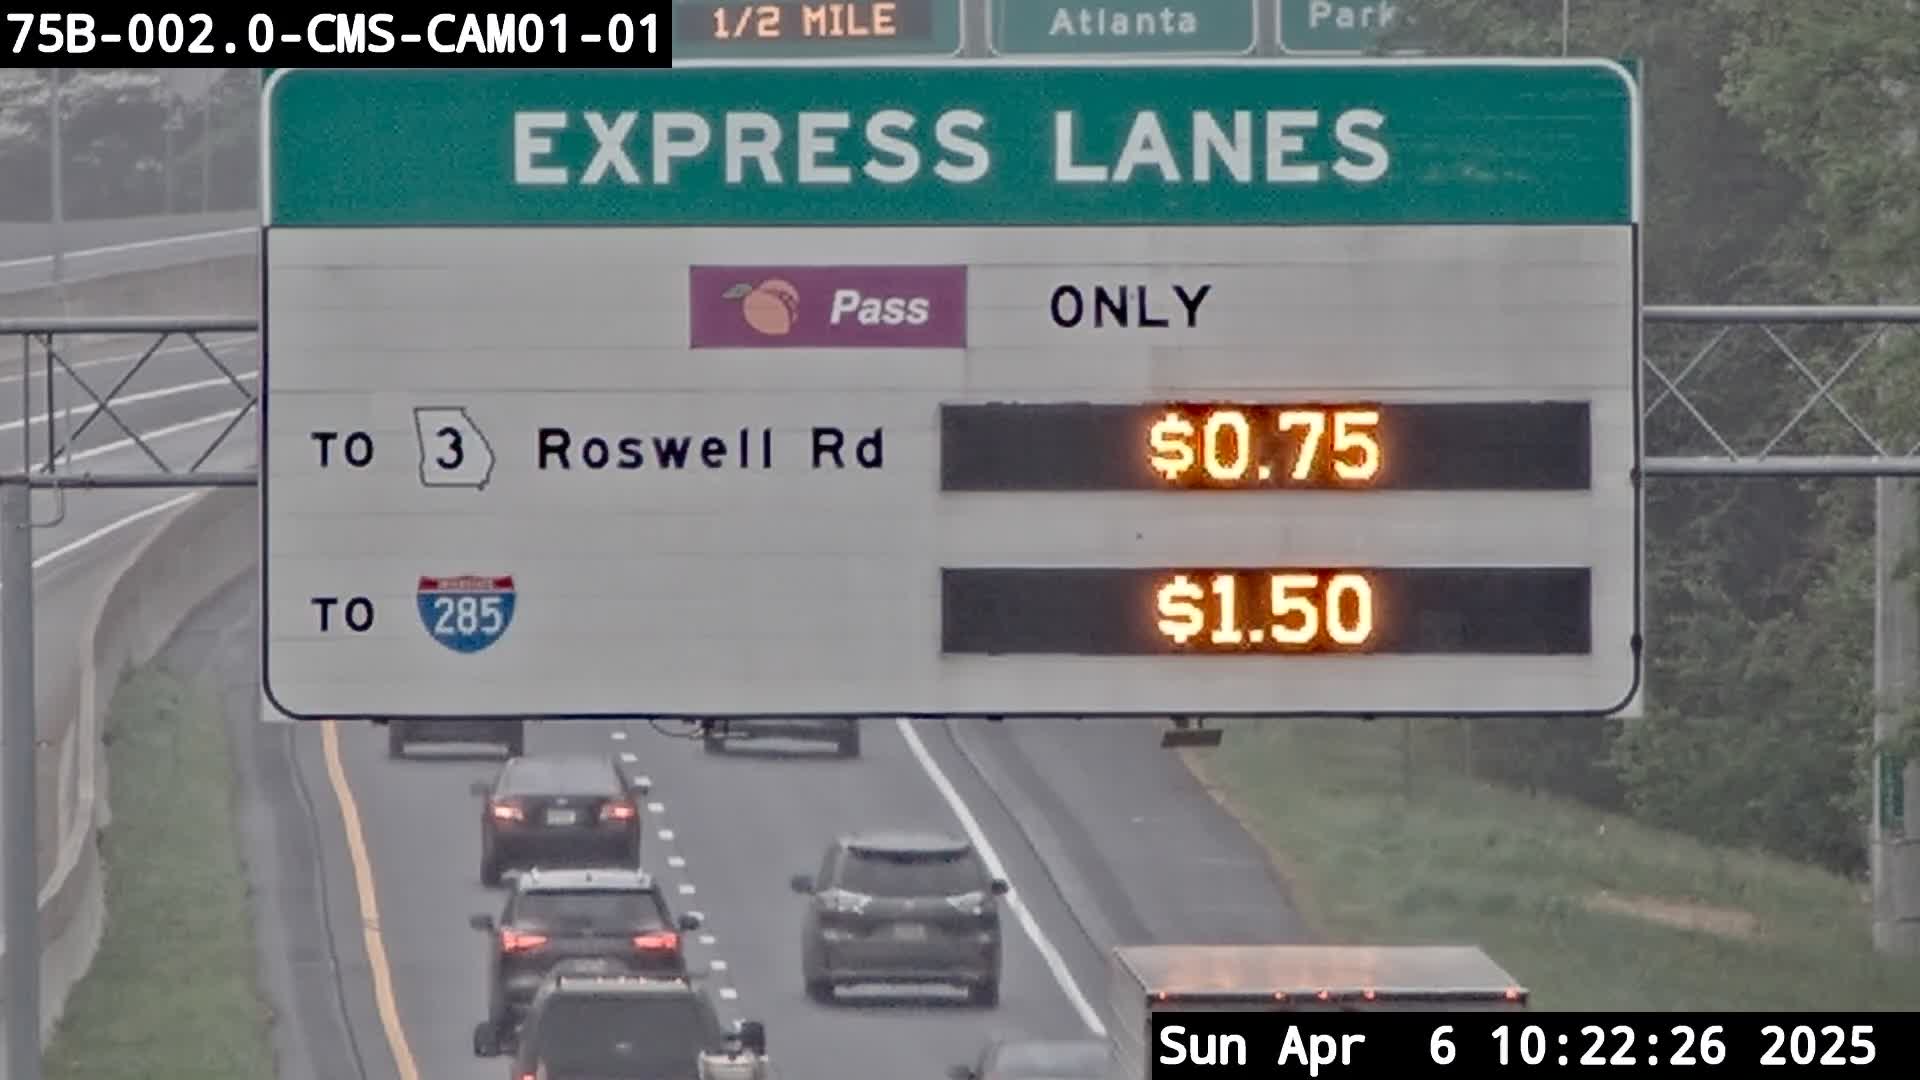 75B-002.0-CMS-CAM01-01
1/2 MILE
Atlanta
Park
EXPRESS LANES
Pass ONLY
TO 3 Roswell Rd $0.75
TO 285 $1.50
Sun Apr 6 10:22:26 2025